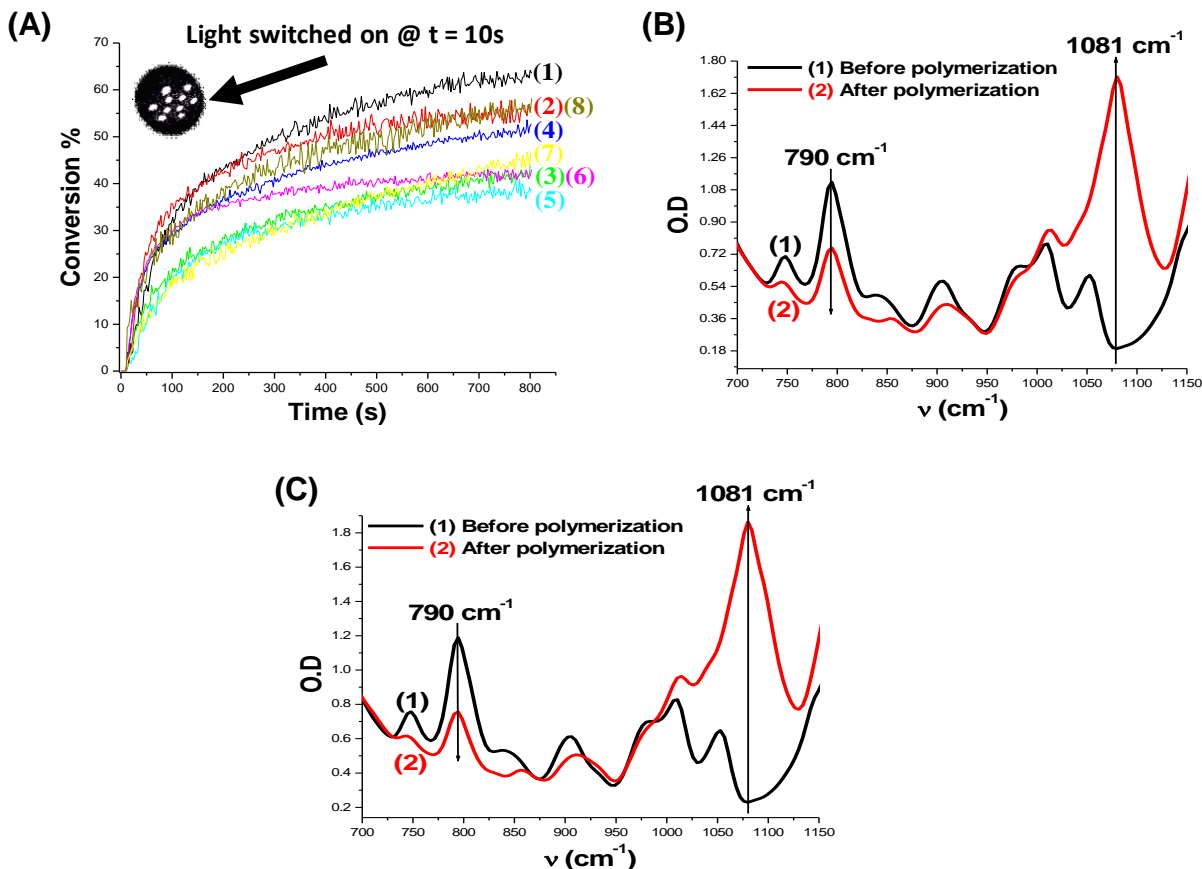 (A)
Light switched on @ t = 10s
70
60
50
40
30
20
10
0
Conversion %
(1)
(2)(8)
(4)
(7)
(3)(6)
(5)
0 100 200 300 400 500 600 700 800
Time (s)
(B)
1081 cm-1
(1) Before polymerization
(2) After polymerization
790 cm-1
(1)
(2)
1.80
1.62
1.44
1.26
1.08
0.90
0.72
0.54
0.36
0.18
O.D
700 750 800 850 900 950 1000 1050 1100 1150
ν (cm-1)
(C)
1081 cm-1
(1) Before polymerization
(2) After polymerization
790 cm-1
(1)
(2)
1.8
1.6
1.4
1.2
1.0
0.8
0.6
0.4
0.2
O.D
700 750 800 850 900 950 1000 1050 1100 1150
ν (cm-1)